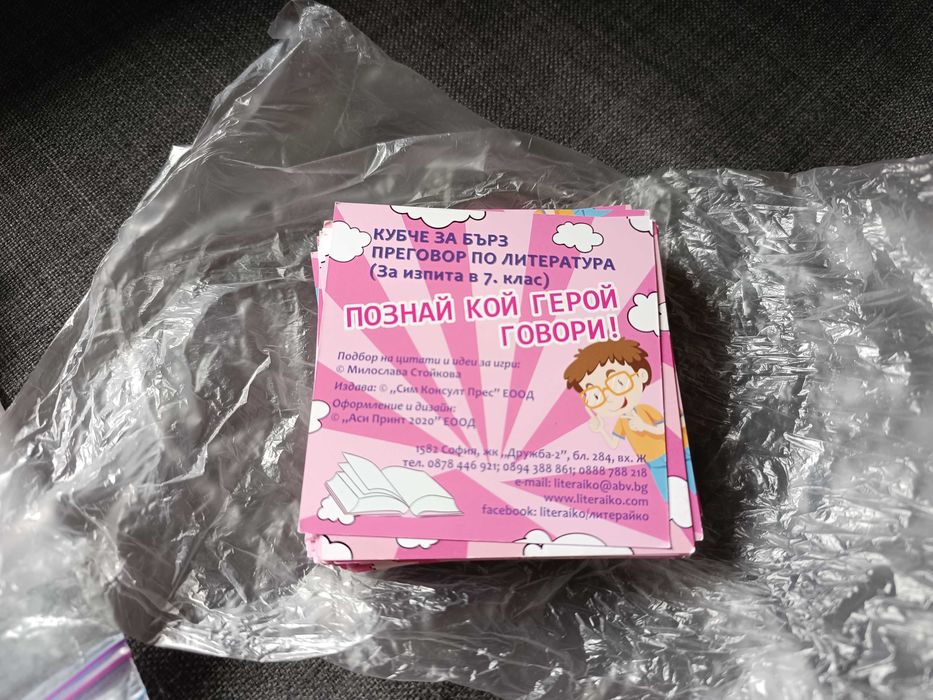 КУБЧЕ ЗА БЪРЗ
ПРЕГОВОР ПО ЛИТЕРАТУРА
(За изпита в 7. клас)
ПОЗНАЙ КОЙ ГЕРОЙ
ГОВОРИ!
Подбор на цитати и идеи за игри:
© Милослава Стойкова
Издава: © „Сим Консулт Прес" ЕООД
Оформление и дизайн:
© „Аси Принт 2020" ЕООД
1582 София, жк „Дружба-2", бл. 284, вх. Ж
тел. 0878 446 921; 0894 388 861; 0888 788 218
e-mail: literaiko@abv.bg
www.literaiko.com
facebook: literaiko/литерайко